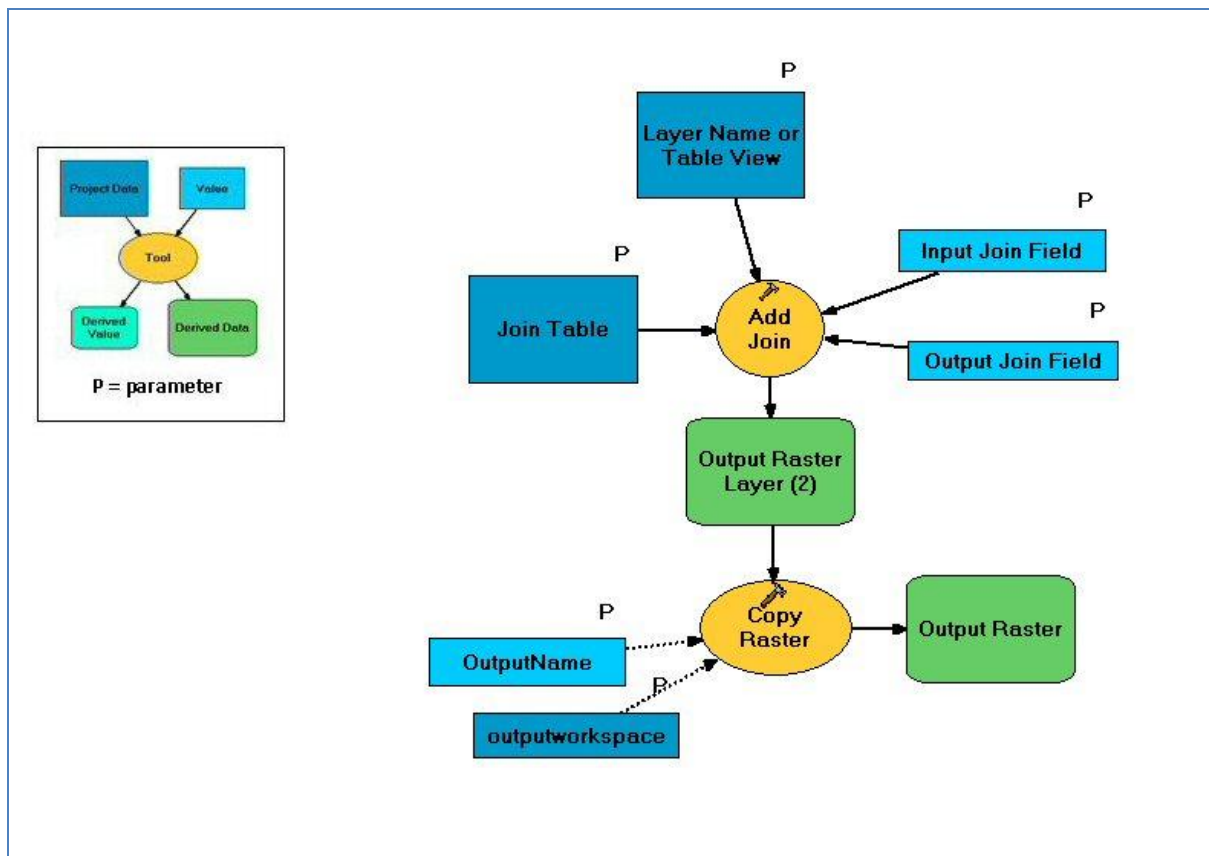 Project Data
Value
Tool
Derived
Value
Derived Data
P = parameter
P
Layer Name or
Table View
P
Join Table
P
Input Join Field
P
Output Join Field
Add
Join
Output Raster
Layer (2)
Copy
Raster
P
OutputName
P
outputworkspace
Output Raster